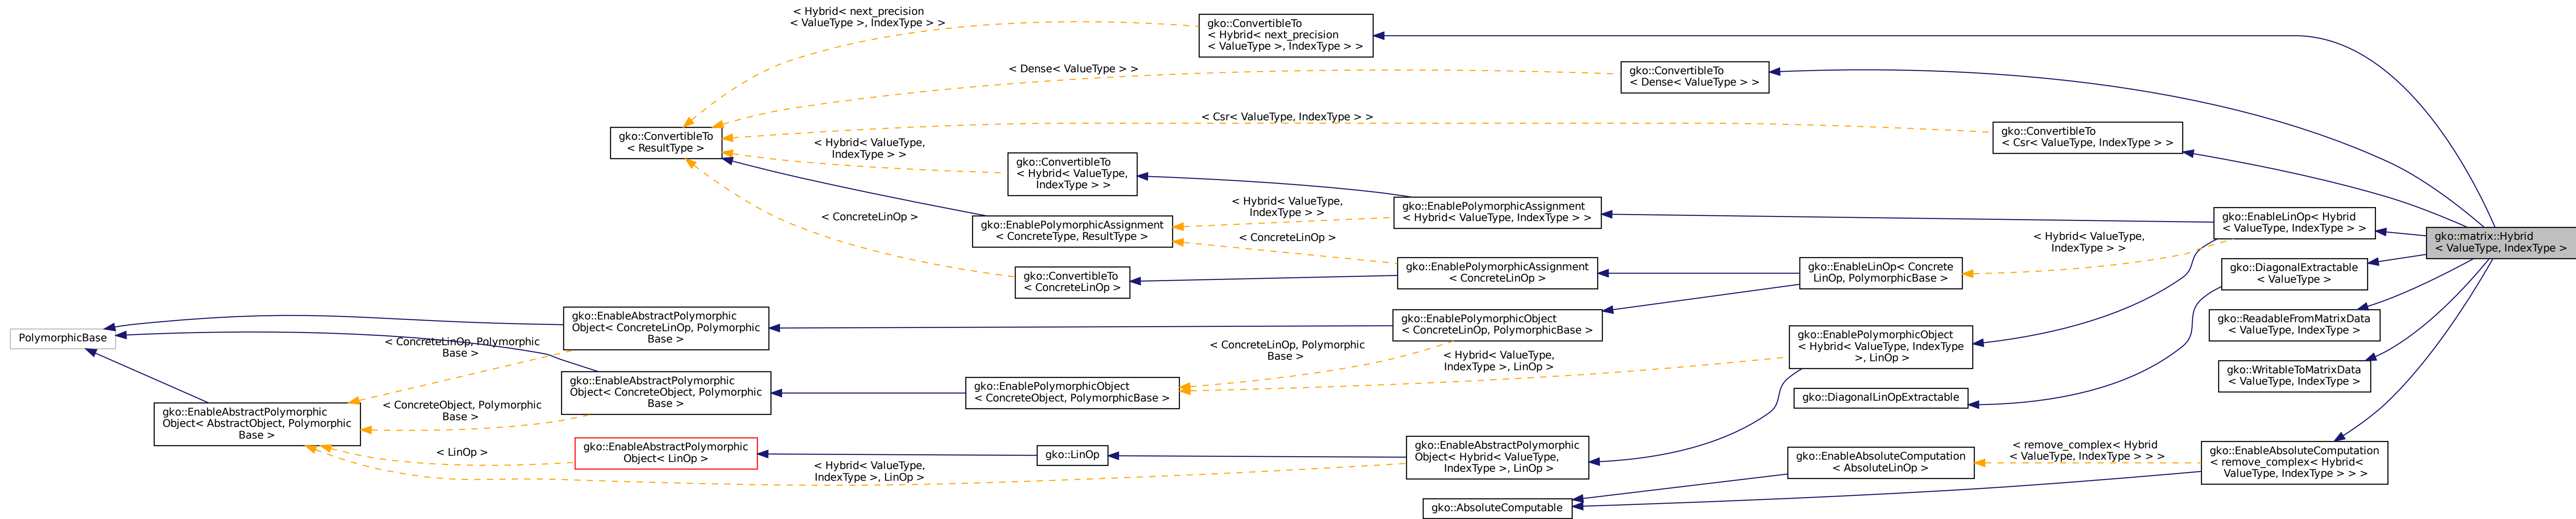 < Hybrid< next_precision
< ValueType >, IndexType > >
gko::ConvertibleTo
< Hybrid< next_precision
< ValueType >, IndexType > >
< Dense< ValueType > >
gko::ConvertibleTo
< Dense< ValueType > >
< Csr< ValueType, IndexType > >
gko::ConvertibleTo
< Csr< ValueType, IndexType > >
gko::ConvertibleTo
< ResultType >
< Hybrid< ValueType,
IndexType > >
gko::ConvertibleTo
< Hybrid< ValueType,
IndexType > >
< ConcreteLinOp >
gko::EnablePolymorphicAssignment
< ConcreteType, ResultType >
< Hybrid< ValueType,
IndexType > >
< ConcreteLinOp >
gko::EnablePolymorphicAssignment
< Hybrid< ValueType, IndexType > >
gko::EnableLinOp< Hybrid
< ValueType, IndexType > >
gko::matrix::Hybrid
< ValueType, IndexType >
< Hybrid< ValueType,
IndexType > >
gko::ConvertibleTo
< ConcreteLinOp >
gko::EnablePolymorphicAssignment
< ConcreteLinOp >
gko::EnableLinOp< Concrete
LinOp, PolymorphicBase >
gko::DiagonalExtractable
< ValueType >
PolymorphicBase
gko::EnableAbstractPolymorphic
Object< ConcreteLinOp, Polymorphic
Base >
gko::EnablePolymorphicObject
< ConcreteLinOp, PolymorphicBase >
gko::EnablePolymorphicObject
< Hybrid< ValueType, IndexType
>, LinOp >
gko::ReadableFromMatrixData
< ValueType, IndexType >
< ConcreteLinOp, Polymorphic
Base >
< ConcreteLinOp, Polymorphic
Base >
< Hybrid< ValueType,
IndexType >, LinOp >
gko::WritableToMatrixData
< ValueType, IndexType >
gko::EnableAbstractPolymorphic
Object< ConcreteObject, Polymorphic
Base >
gko::EnablePolymorphicObject
< ConcreteObject, PolymorphicBase >
gko::DiagonalLinOpExtractable
gko::EnableAbstractPolymorphic
Object< AbstractObject, Polymorphic
Base >
< ConcreteObject, Polymorphic
Base >
< LinOp >
gko::EnableAbstractPolymorphic
Object< LinOp >
< Hybrid< ValueType,
IndexType >, LinOp >
gko::LinOp
gko::EnableAbstractPolymorphic
Object< Hybrid< ValueType,
IndexType >, LinOp >
gko::EnableAbsoluteComputation
< AbsoluteLinOp >
< remove_complex< Hybrid
< ValueType, IndexType > > >
gko::EnableAbsoluteComputation
< remove_complex< Hybrid<
ValueType, IndexType > > >
gko::AbsoluteComputable